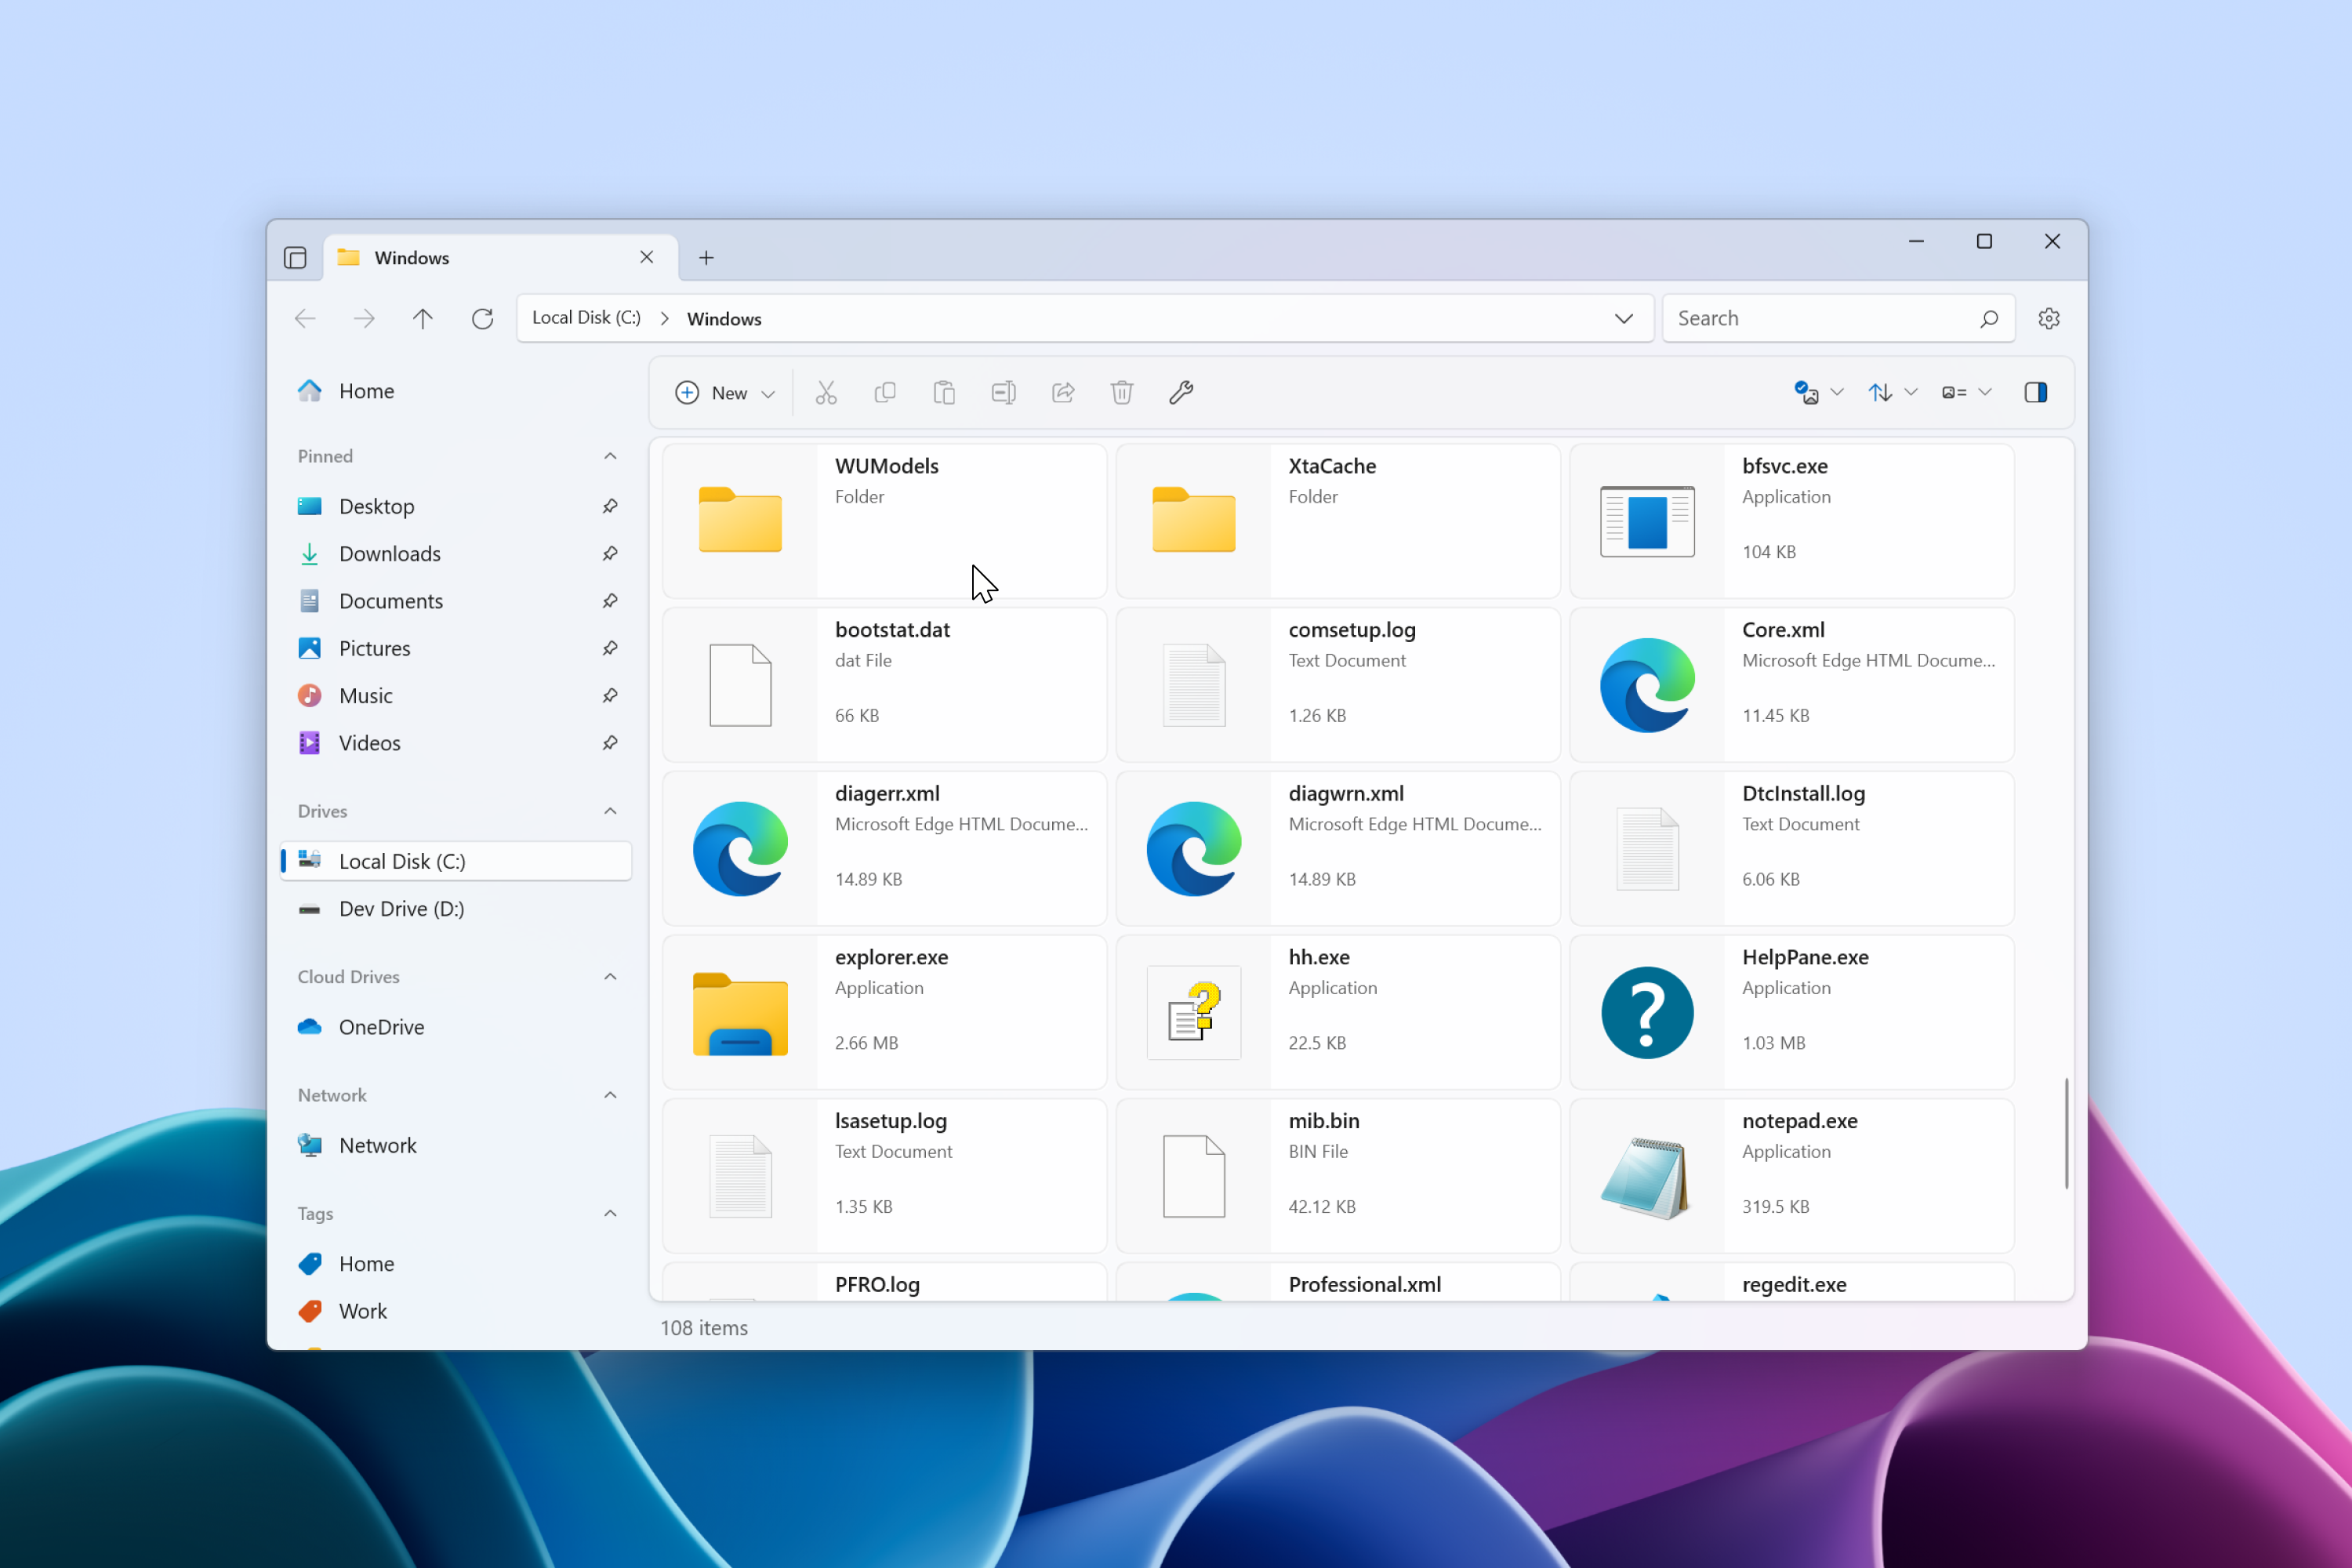 Windows
Local Disk (C:)
Windows
Search
Home
Pinned
Desktop
Downloads
Documents
Pictures
Music
Videos
Drives
Local Disk (C:)
Dev Drive (D:)
Cloud Drives
OneDrive
Network
Network
Tags
Home
Work
New
WUModels
Folder
XtaCache
Folder
bfsvc.exe
Application
104 KB
bootstat.dat
dat File
66 KB
comsetup.log
Text Document
1.26 KB
Core.xml
Microsoft Edge HTML Docume...
11.45 KB
diagerr.xml
Microsoft Edge HTML Docume...
14.89 KB
diagwrn.xml
Microsoft Edge HTML Docume...
14.89 KB
DtcInstall.log
Text Document
6.06 KB
explorer.exe
Application
2.66 MB
hh.exe
Application
22.5 KB
HelpPane.exe
Application
1.03 MB
lsasetup.log
Text Document
1.35 KB
mib.bin
BIN File
42.12 KB
notepad.exe
Application
319.5 KB
PFRO.log
Professional.xml
regedit.exe
108 items